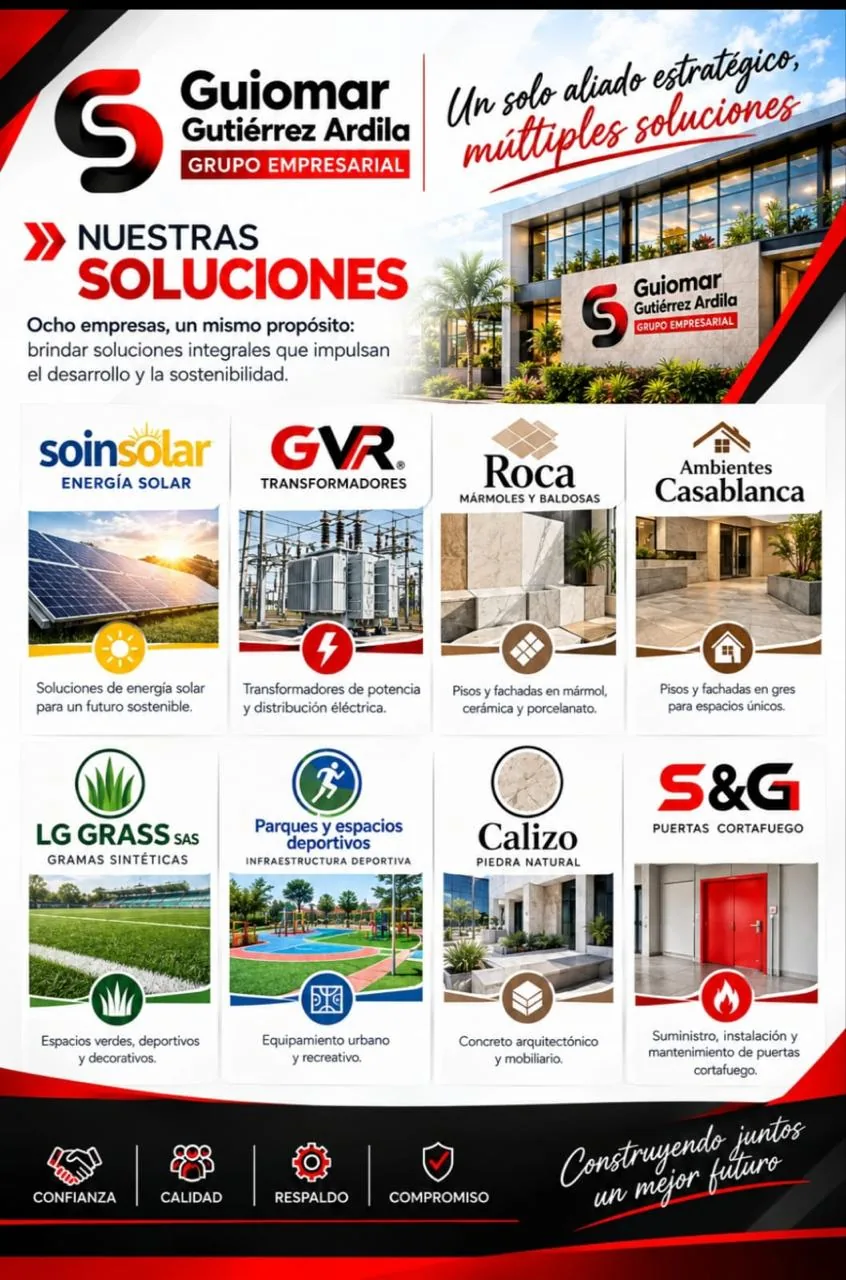 Guiomar
Gutiérrez Ardila
GRUPO EMPRESARIAL
Un solo aliado estratégico,
múltiples soluciones
NUESTRAS
SOLUCIONES
Ocho empresas, un mismo propósito:
brindar soluciones integrales que impulsan
el desarrollo y la sostenibilidad.
Guiomar
Gutiérrez Ardila
GRUPO EMPRESARIAL
soinsolar
ENERGÍA SOLAR
Soluciones de energía solar
para un futuro sostenible.
GVR®
TRANSFORMADORES
Transformadores de potencia
y distribución éléctrica.
Roca
MÁRMOLES Y BALDOSAS
Pisos y fachadas en mármol,
cerámica y porcelanato.
Ambientes
Casablanca
Pisos y fachadas en gres
para espacios únicos.
LG GRASS SAS
GRAMAS SINTÉTICAS
Espacios verdes, deportivos
y decorativos.
Parques y espacios
deportivos
INFRAESTRUCTURA DEPORTIVA
Equipamiento urbano
y recreativo.
Calizo
PIEDRA NATURAL
Concreto arquitectónico
y mobiliario.
S&G
PUERTAS CORTAFUEGO
Suministro, instalación y
mantenimiento de puertas
cortafuego.
CONFIANZA
CALIDAD
RESPALDO
COMPROMISO
Construyendo juntos
un mejor futuro